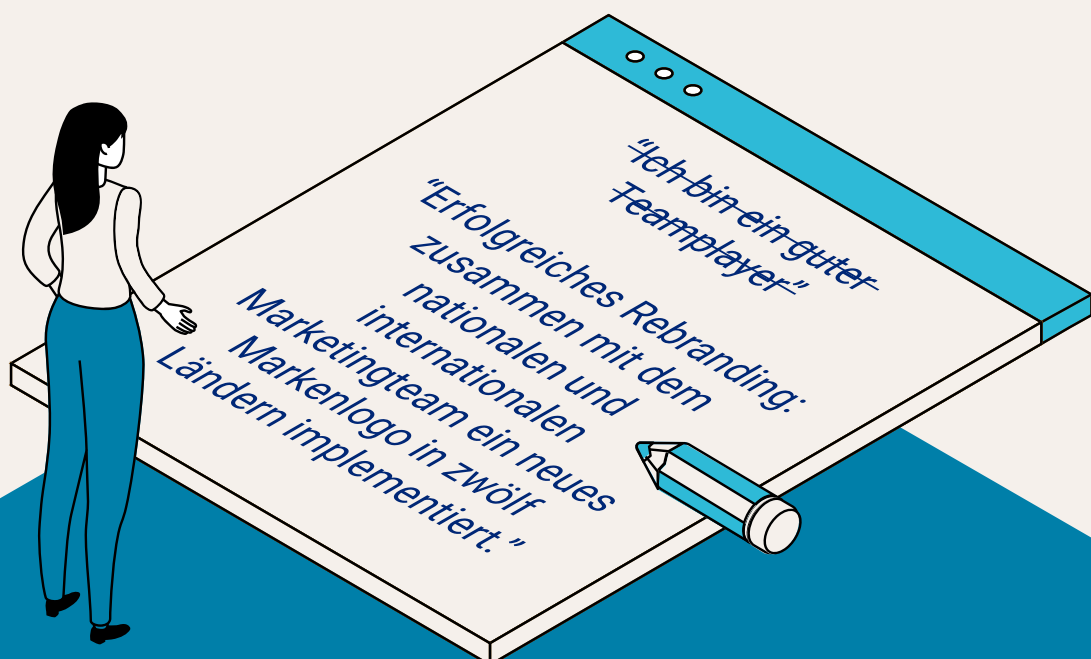 “Ich bin ein guter
Teamplayer”
“Erfolgreiches Rebranding:
zusammen mit dem
nationalen und
internationalen
Marketingteam ein neues
Markenlogo in zwölf
Ländern implementiert.”